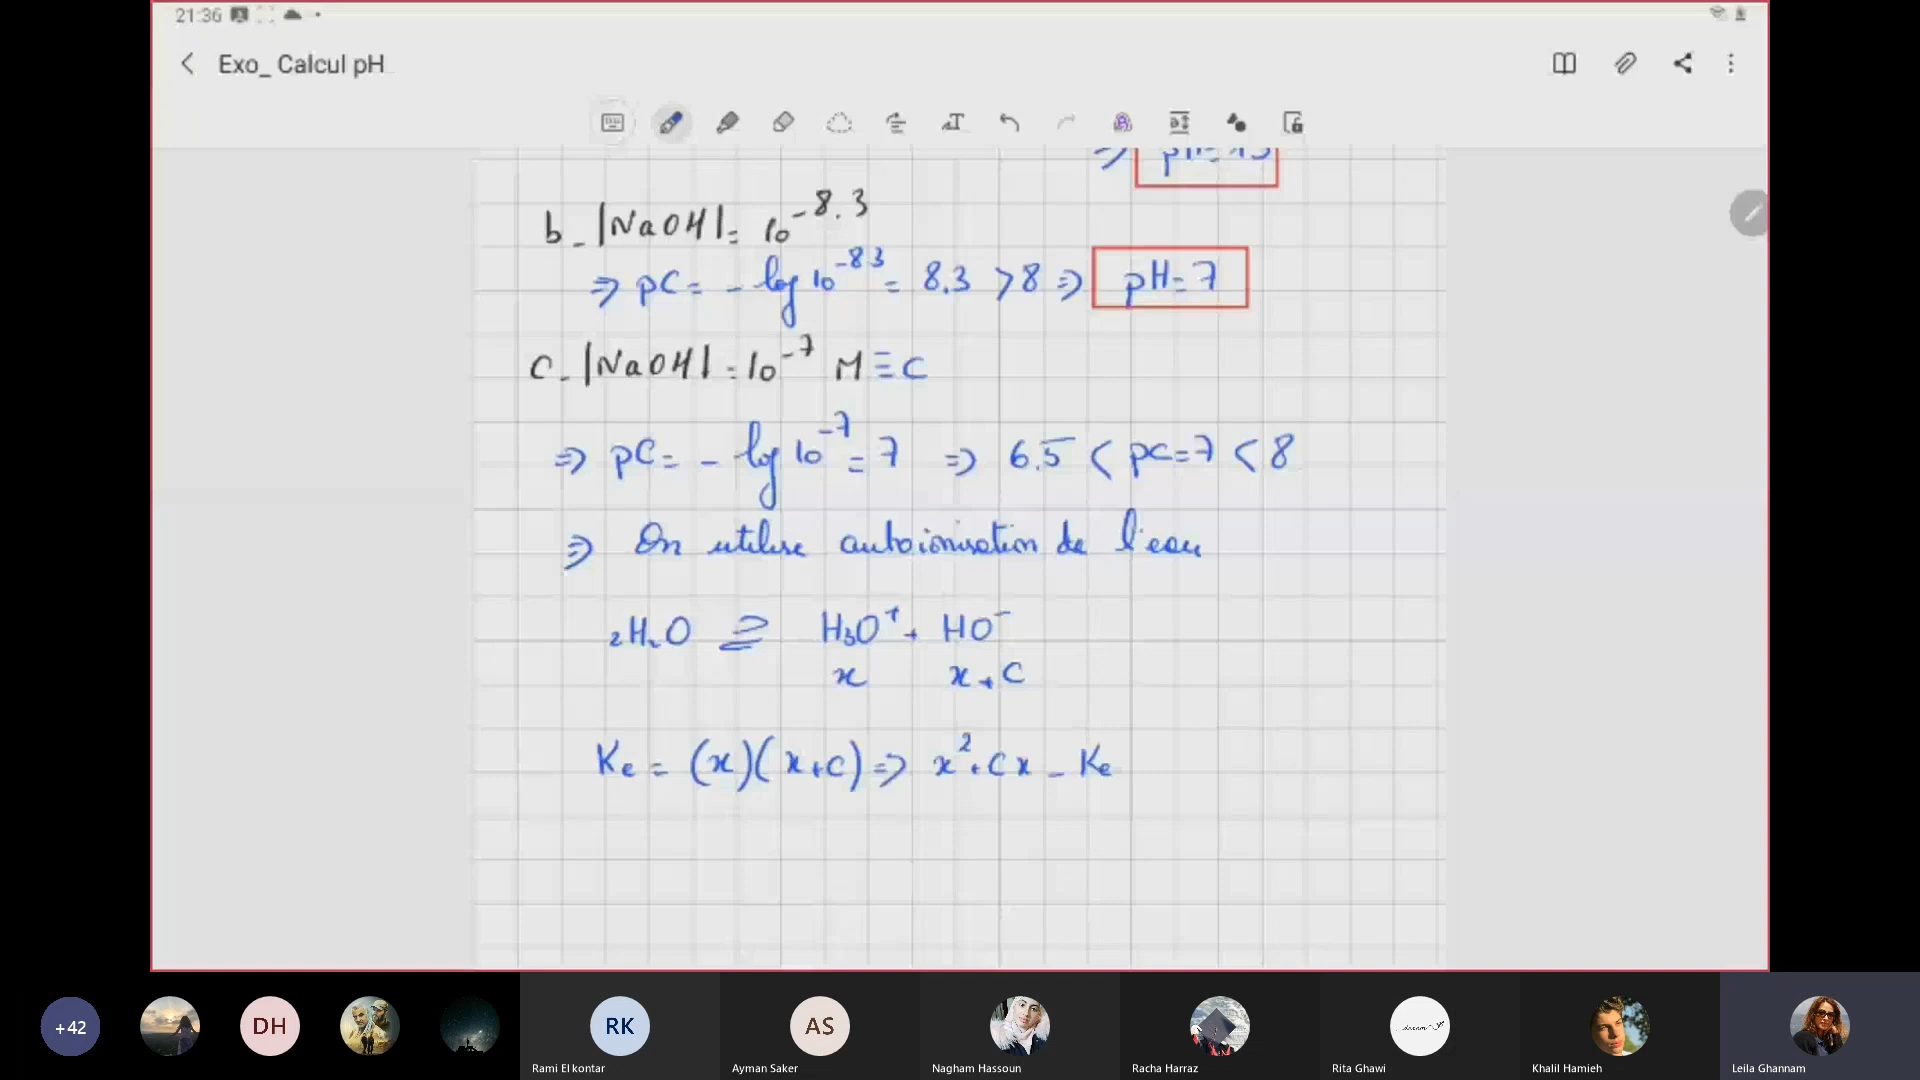 21:36
Exo_ Calcul pH
b - |NaOH| = 10^-8.3
⇒ pC = - log 10^-8.3 = 8.3 > 8 ⇒ pH = 7
C - |NaOH| = 10^-7 M ≡ C
⇒ pC = - log 10^-7 = 7 ⇒ 6.5 < pC = 7 < 8
⇒ On utilise autoionisation de l'eau
2H₂O ⇌ H₃O⁺ + HO⁻
x x + C
Ke = (x)(x+C) ⇒ x² + Cx - Ke
+42
DH
RK
AS
dream
Rami El kontar
Ayman Saker
Nagham Hassoun
Racha Harraz
Rita Ghawi
Khalil Hamieh
Leila Ghannam